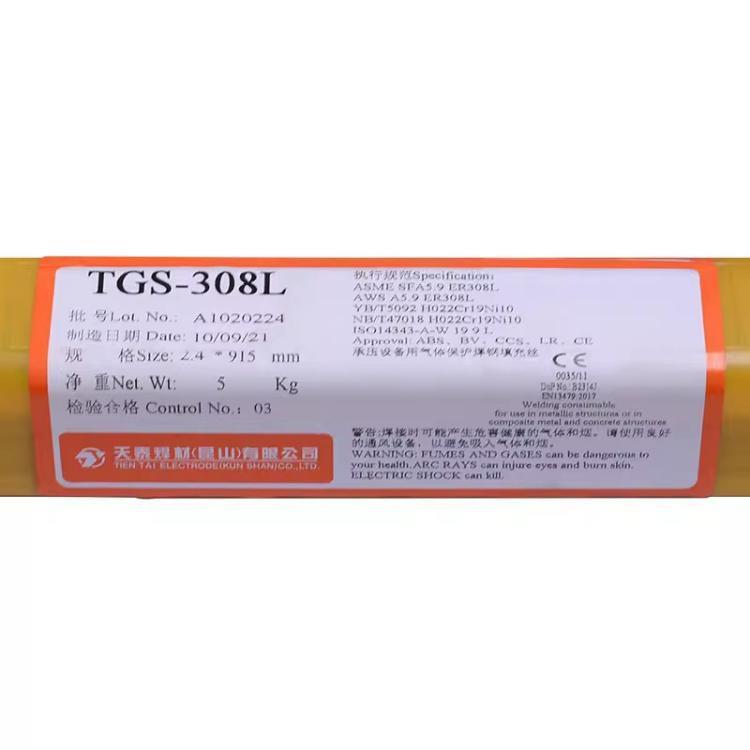 TGS-308L
批 号Lot. No.: A1020224
制造日期 Date: 10/09/21
规 格Size: 2.4 * 915 mm
净 重Net. Wt: 5 Kg
检验合格 Control No.: 03
天泰焊材(昆山)有限公司
TIEN TAI ELECTRODE(KUN SHAN)CO.,LTD.
执行规范Specification:
ASME SFA5.9 ER308L
AWS A5.9 ER308L
YB/T5092 H022Cr19Ni10
NB/T47018 H022Cr19Ni10
ISO14343-A-W 19 9 L
Approval: ABS、BV、CCS、LR、CE
承压设备用气体保护焊钢填充丝
CE
0035/11
DoP No.:
EN13479:2017
Welding consumable
for use in metallic structures or in
composite metal and concrete structures
警告:焊接时可能产生危害健康的气体和烟。请使用良好
的通风设备，以避免吸入气体和烟。
WARNING: FUMES AND GASES can be dangerous to
your health.ARC RAYS can injure eyes and burn skin.
ELECTRIC SHOCK can kill.